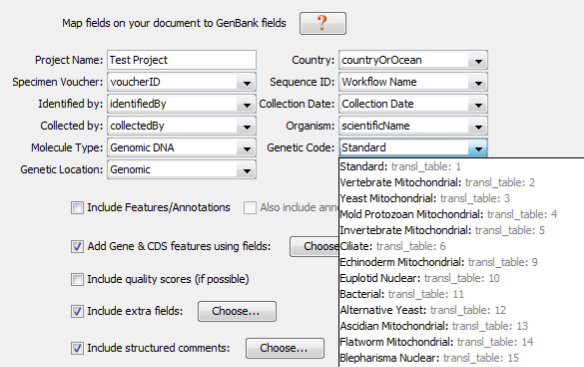 Map fields on your document to GenBank fields ?
Project Name: Test Project Country: countryOrOcean
Specimen Voucher: voucherID Sequence ID: Workflow Name
Identified by: identifiedBy Collection Date: Collection Date
Collected by: collectedBy Organism: scientificName
Molecule Type: Genomic DNA Genetic Code: Standard
Genetic Location: Genomic
Standard: transl_table: 1
Vertebrate Mitochondrial: transl_table: 2
Yeast Mitochondrial: transl_table: 3
Mold Protozoan Mitochondrial: transl_table: 4
Invertebrate Mitochondrial: transl_table: 5
Ciliate: transl_table: 6
Echinoderm Mitochondrial: transl_table: 9
Euplotid Nuclear: transl_table: 10
Bacterial: transl_table: 11
Alternative Yeast: transl_table: 12
Ascidian Mitochondrial: transl_table: 13
Flatworm Mitochondrial: transl_table: 14
Blepharisma Nuclear: transl_table: 15
Include Features/Annotations Also include
Add Gene & CDS features using fields: Choose
Include quality scores (if possible)
Include extra fields: Choose...
Include structured comments: Choose...